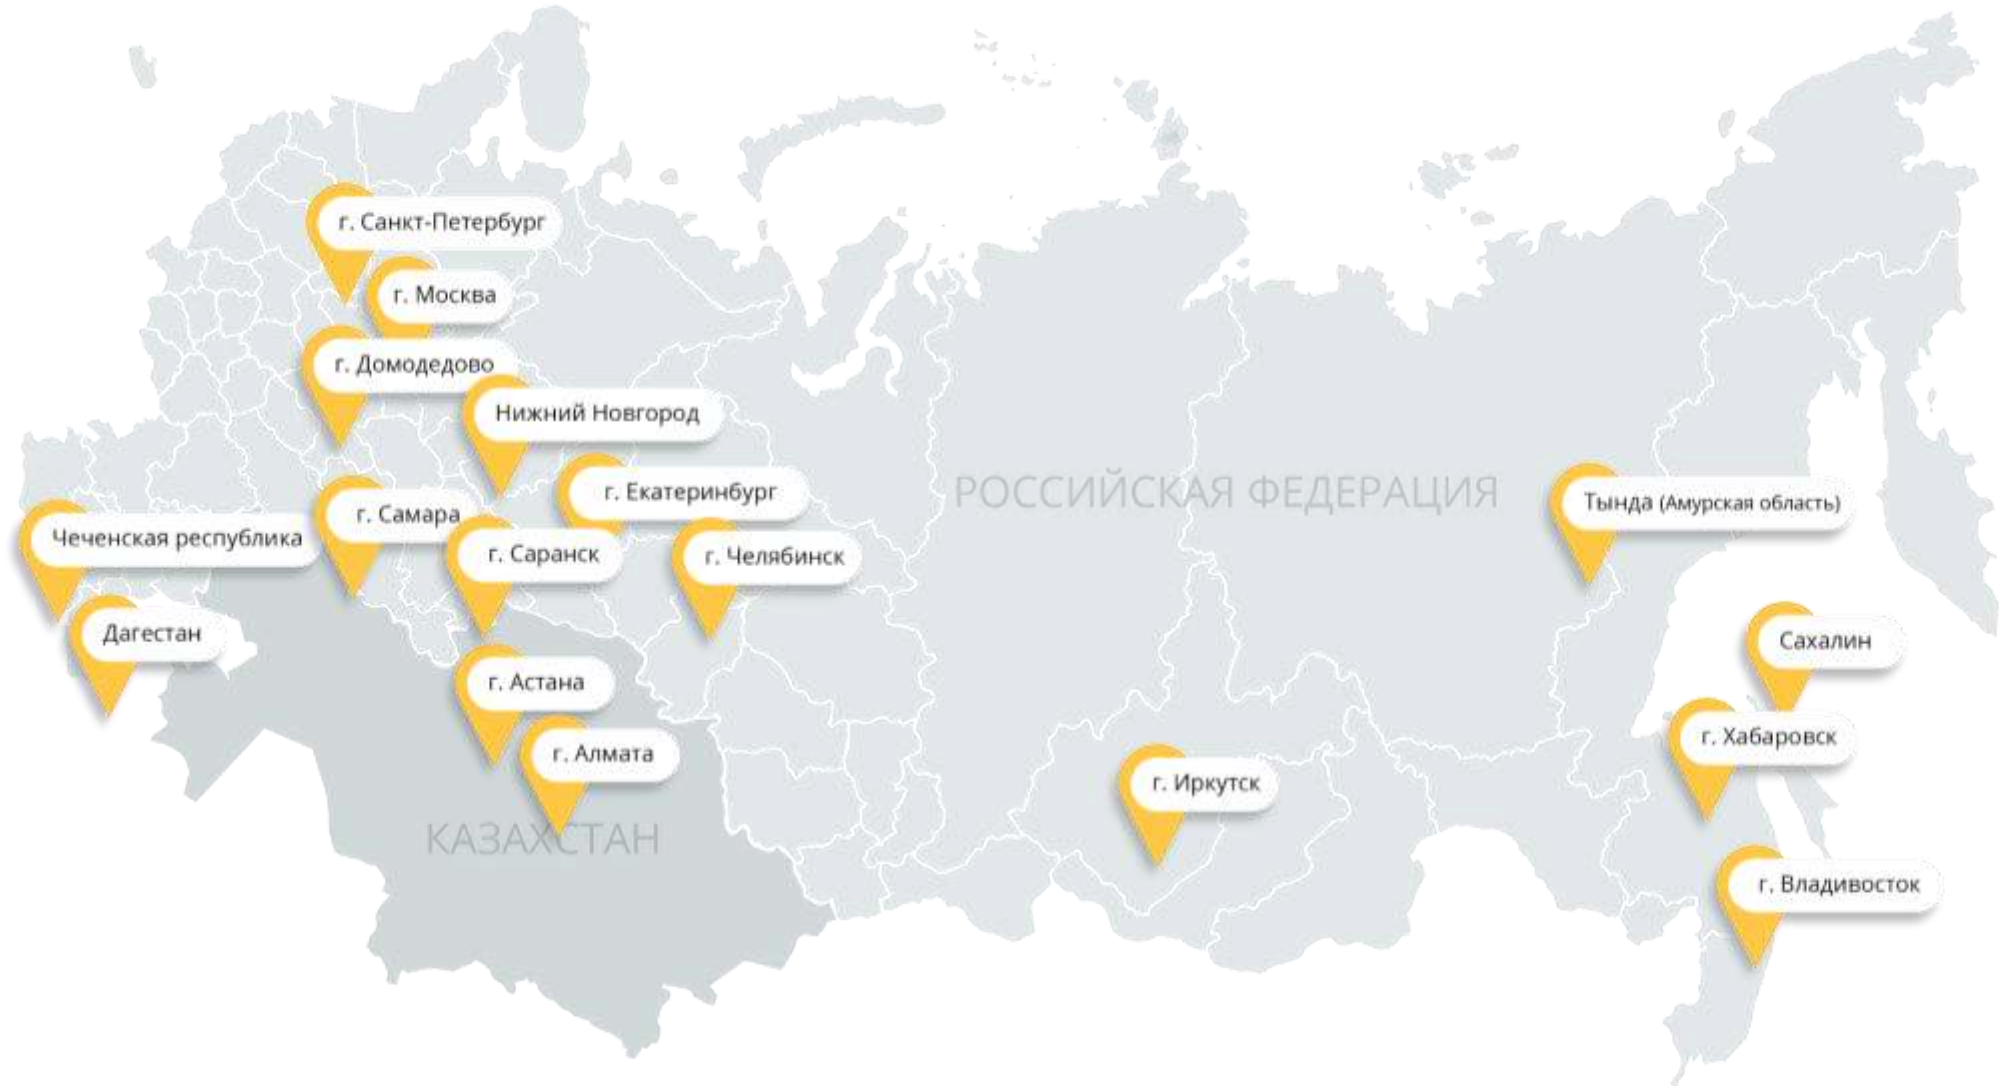 г. Санкт-Петербург
г. Москва
г. Домодедово
Нижний Новгород
г. Екатеринбург
РОССИЙСКАЯ ФЕДЕРАЦИЯ
Тында (Амурская область)
г. Самара
Чеченская республика
г. Саранск
г. Челябинск
Дагестан
Сахалин
г. Астана
г. Хабаровск
г. Алмата
г. Иркутск
КАЗАХСТАН
г. Владивосток